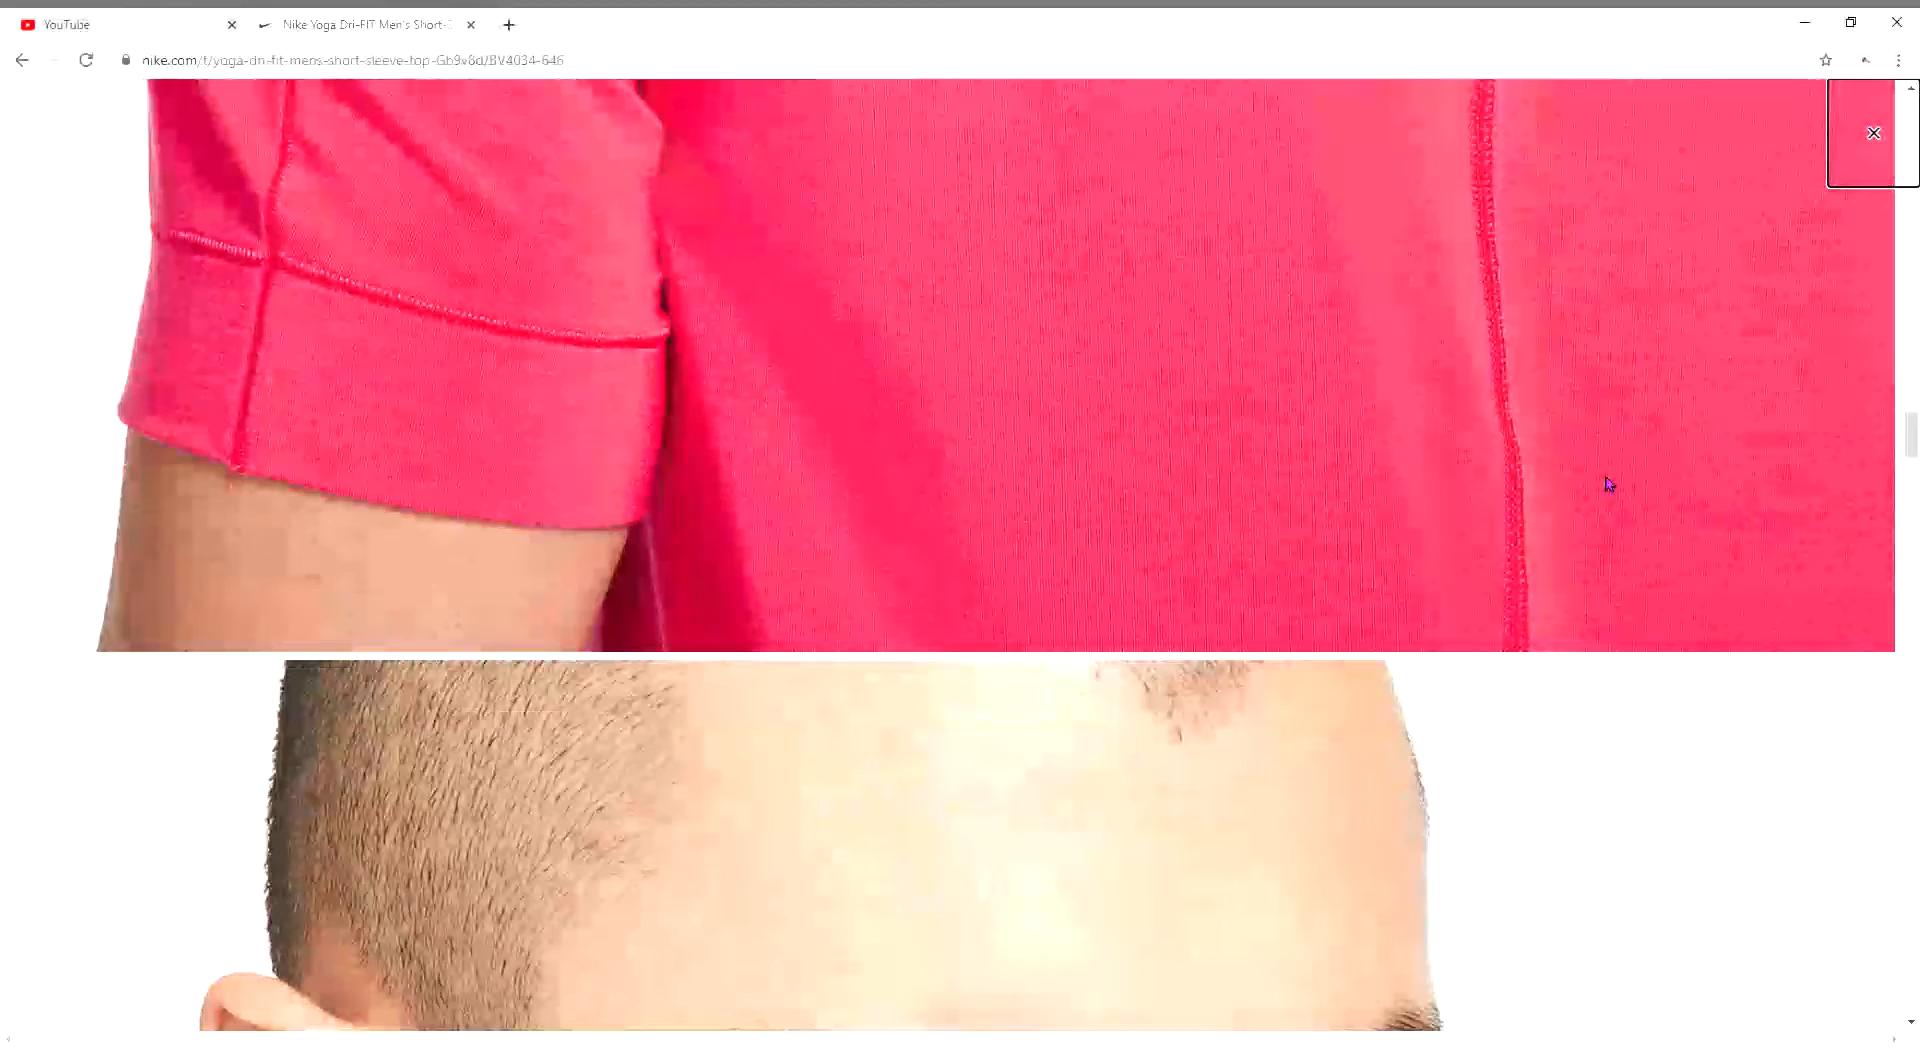 YouTube
Nike Yoga Dri-FIT Men's Short-S
nike.com/t/yoga-dri-fit-mens-short-sleeve-top-Gb9v8d/BV4034-646